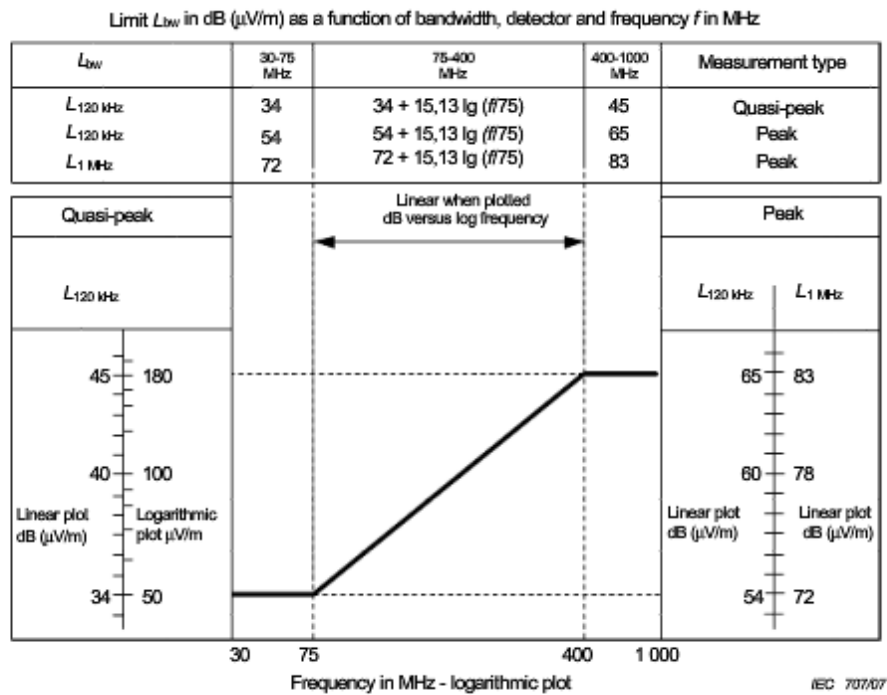 Limit Lbw in dB (µV/m) as a function of bandwidth, detector and frequency f in MHz
Lbw 30-75 MHz 75-400 MHz 400-1000 MHz Measurement type
L120 kHz 34 34 + 15,13 lg (f/75) 45 Quasi-peak
L120 kHz 54 54 + 15,13 lg (f/75) 65 Peak
L1 MHz 72 72 + 15,13 lg (f/75) 83 Peak
Quasi-peak
Linear when plotted
dB versus log frequency
Peak
L120 kHz
L120 kHz L1 MHz
45 180
65 83
40 100
60 78
Linear plot
dB (µV/m)
Logarithmic
plot µV/m
Linear plot
dB (µV/m)
Linear plot
dB (µV/m)
34 50
54 72
30 75 400 1 000
Frequency in MHz - logarithmic plot
IEC 707/07